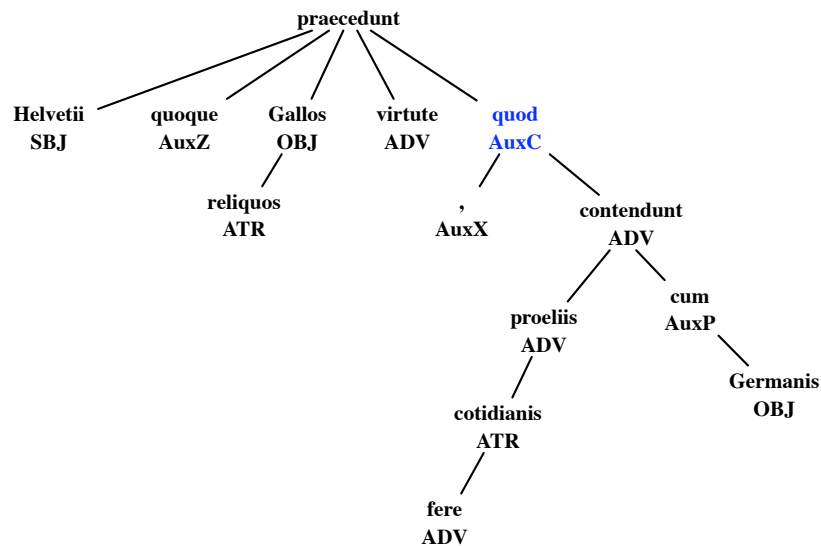 praecedunt
Helvetii quoque Gallos virtute quod
SBJ AuxZ OBJ ADV AuxC
reliquos , contendunt
ATR AuxX ADV
proeliis cum
ADV AuxP
Germanis
OBJ
cotidianis
ATR
fere
ADV